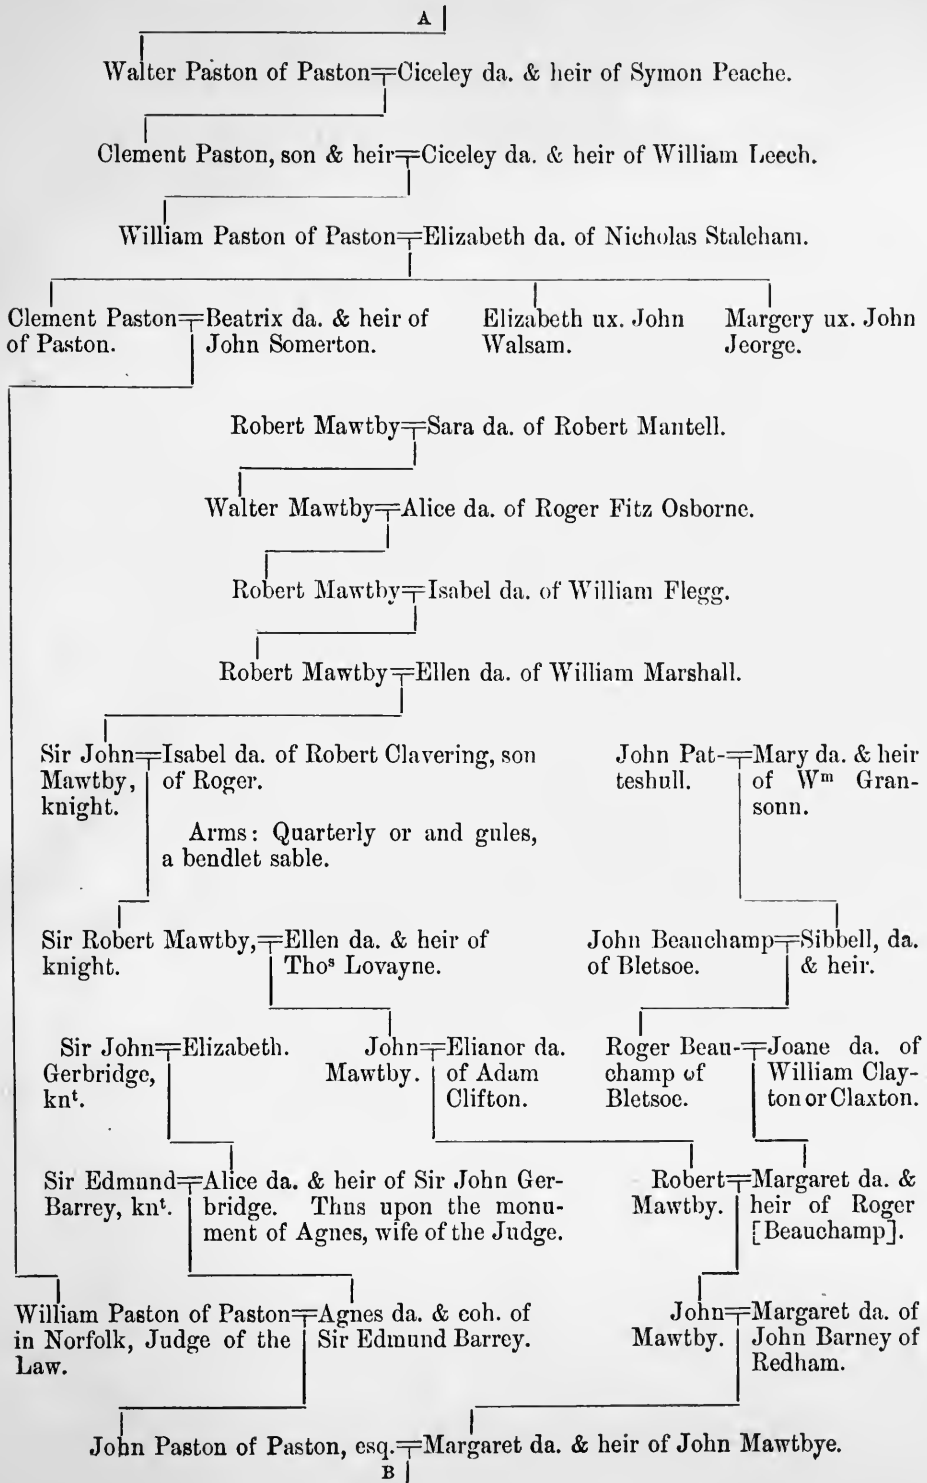 A
Walter Paston of Paston=Ciceley da. & heir of Symon Peache.
Clement Paston, son & heir=Ciceley da. & heir of William Leech.
William Paston of Paston=Elizabeth da. of Nicholas Staleham.
Clement Paston=Beatrix da. & heir of
of Paston. John Somerton.
Elizabeth ux. John
Walsam.
Margery ux. John
Jeorge.
Robert Mawtby=Sara da. of Robert Mantell.
Walter Mawtby=Alice da. of Roger Fitz Osborne.
Robert Mawtby=Isabel da. of William Flegg.
Robert Mawtby=Ellen da. of William Marshall.
Sir John=Isabel da. of Robert Clavering, son
Mawtby, of Roger.
knight.
Arms: Quarterly or and gules,
a bendlet sable.
John Pat-=Mary da. & heir
teshull. of Wm Gran-
sonn.
Sir Robert Mawtby,=Ellen da. & heir of
knight. Thos Lovayne.
John Beauchamp=Sibbell, da.
of Bletsoe. & heir.
Sir John=Elizabeth.
Gerbridge,
knt.
John=Elianor da.
Mawtby. of Adam
Clifton.
Roger Beau-=Joane da. of
champ of William Clay-
Bletsoe. ton or Claxton.
Sir Edmund=Alice da. & heir of Sir John Ger-
Barrey, knt. bridge. Thus upon the monu-
ment of Agnes, wife of the Judge.
Robert=Margaret da. &
Mawtby. heir of Roger
[Beauchamp].
William Paston of Paston=Agnes da. & coh. of
in Norfolk, Judge of the Sir Edmund Barrey.
Law.
John=Margaret da. of
Mawtby. John Barney of
Redham.
John Paston of Paston, esq.=Margaret da. & heir of John Mawtbye.
B